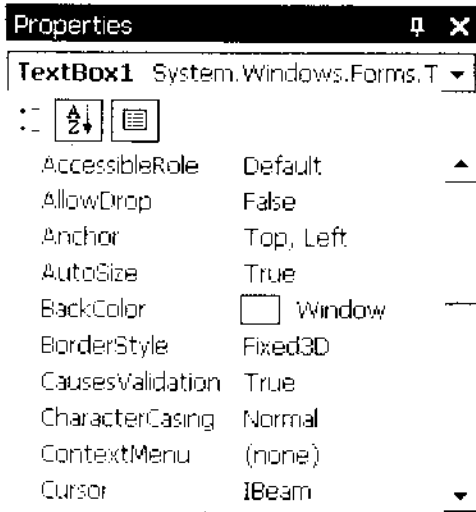 Properties
TextBox1 System.Windows.Forms.T
AccessibleRole Default
AllowDrop False
Anchor Top, Left
AutoSize True
BackColor Window
BorderStyle Fixed3D
CausesValidation True
CharacterCasing Normal
ContextMenu (none)
Cursor IBeam